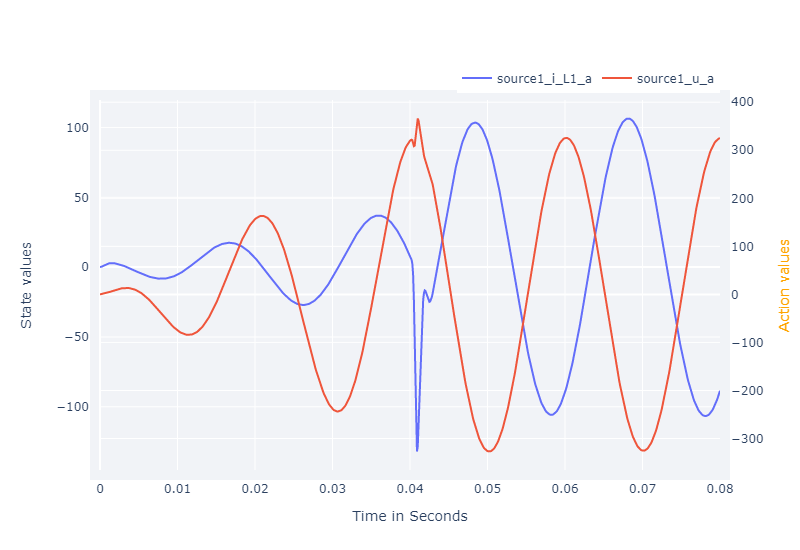 source1_i_L1_a source1_u_a
State values
100
50
0
−50
−100
400
300
200
100
0
−100
−200
−300
Action values
0 0.01 0.02 0.03 0.04 0.05 0.06 0.07 0.08
Time in Seconds